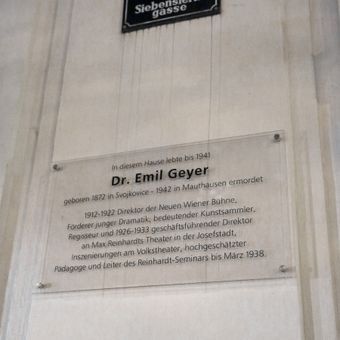 Siebenstern
gasse
In diesem Hause lebte bis 1941
Dr. Emil Geyer
geboren 1872 in Svojkovice - 1942 in Mauthausen ermordet
1912-1922 Direktor der Neuen Wiener Bühne,
Förderer junger Dramatik, bedeutender Kunstsammler,
Regisseur und 1926-1933 geschäftsführender Direktor
an Max Reinhardts Theater in der Josefstadt,
Inszenierungen am Volkstheater, hochgeschätzter
Pädagoge und Leiter des Reinhardt-Seminars bis März 1938.